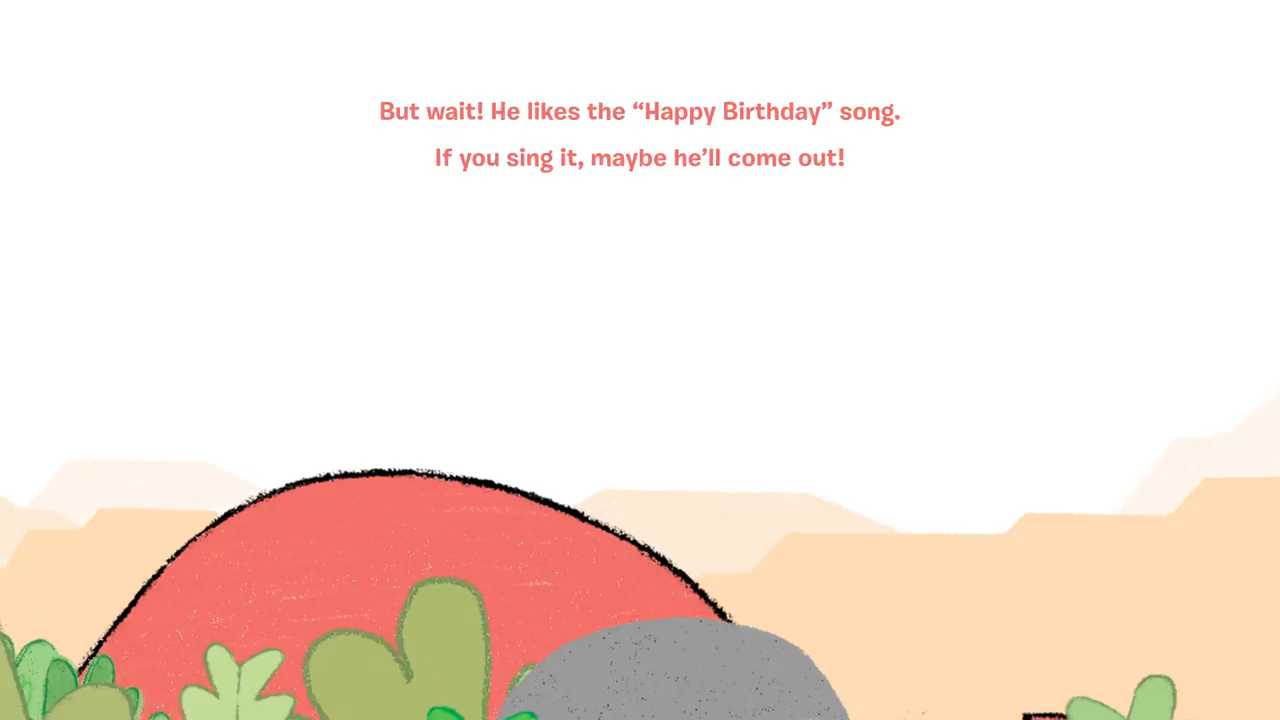 But wait! He likes the “Happy Birthday” song.
If you sing it, maybe he’ll come out!